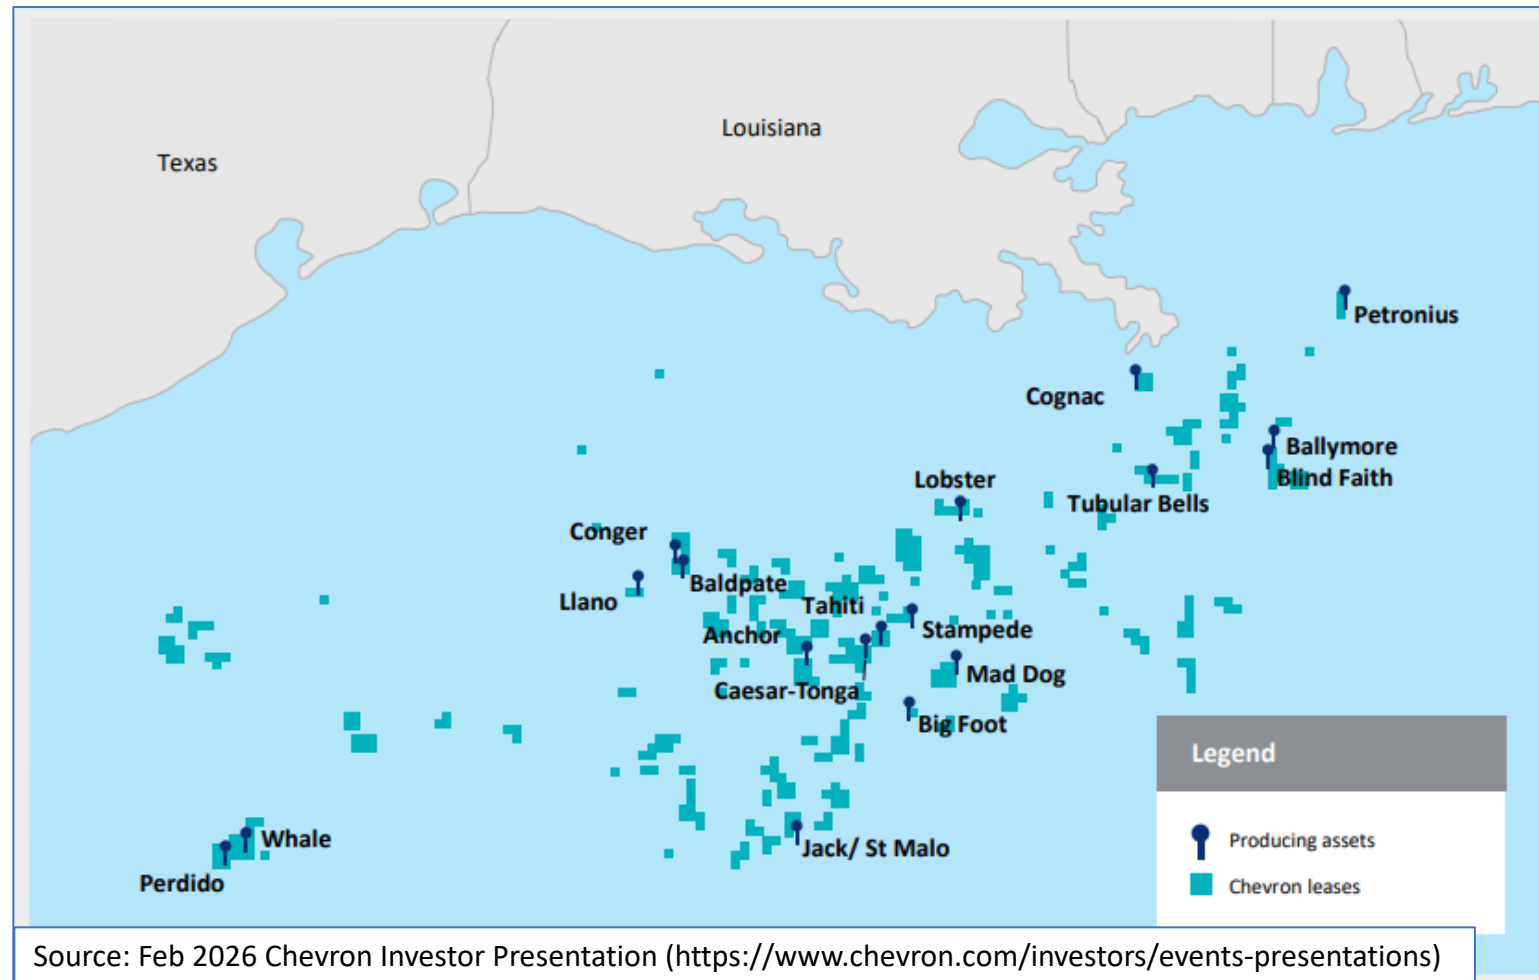 Louisiana
Texas
Petronius
Cognac
Ballymore
Blind Faith
Lobster
Tubular Bells
Conger
Baldpate
Llano
Tahiti
Stampede
Anchor
Mad Dog
Caesar-Tonga
Big Foot
Legend
Producing assets
Chevron leases
Whale
Jack/ St Malo
Perdido
Source: Feb 2026 Chevron Investor Presentation (https://www.chevron.com/investors/events-presentations)